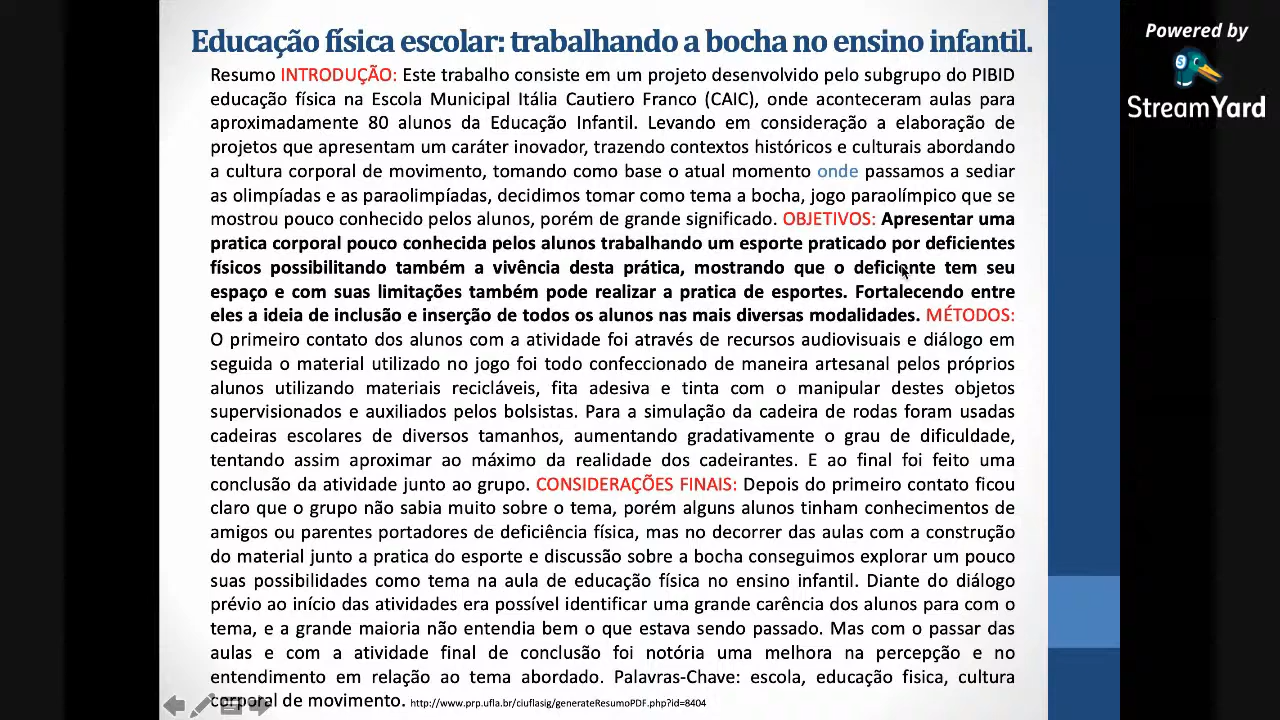 Educação física escolar: trabalhando a bocha no ensino infantil.
Resumo INTRODUÇÃO: Este trabalho consiste em um projeto desenvolvido pelo subgrupo do PIBID
educação física na Escola Municipal Itália Cautiero Franco (CAIC), onde aconteceram aulas para
aproximadamente 80 alunos da Educação Infantil. Levando em consideração a elaboração de
projetos que apresentam um caráter inovador, trazendo contextos históricos e culturais abordando
a cultura corporal de movimento, tomando como base o atual momento onde passamos a sediar
as olimpíadas e as paraolimpíadas, decidimos tomar como tema a bocha, jogo paraolímpico que se
mostrou pouco conhecido pelos alunos, porém de grande significado. OBJETIVOS: Apresentar uma
pratica corporal pouco conhecida pelos alunos trabalhando um esporte praticado por deficientes
físicos possibilitando também a vivência desta prática, mostrando que o deficiente tem seu
espaço e com suas limitações também pode realizar a pratica de esportes. Fortalecendo entre
eles a ideia de inclusão e inserção de todos os alunos nas mais diversas modalidades. MÉTODOS:
O primeiro contato dos alunos com a atividade foi através de recursos audiovisuais e diálogo em
seguida o material utilizado no jogo foi todo confeccionado de maneira artesanal pelos próprios
alunos utilizando materiais recicláveis, fita adesiva e tinta com o manipular destes objetos
supervisionados e auxiliados pelos bolsistas. Para a simulação da cadeira de rodas foram usadas
cadeiras escolares de diversos tamanhos, aumentando gradativamente o grau de dificuldade,
tentando assim aproximar ao máximo da realidade dos cadeirantes. E ao final foi feito uma
conclusão da atividade junto ao grupo. CONSIDERAÇÕES FINAIS: Depois do primeiro contato ficou
claro que o grupo não sabia muito sobre o tema, porém alguns alunos tinham conhecimentos de
amigos ou parentes portadores de deficiência física, mas no decorrer das aulas com a construção
do material junto a pratica do esporte e discussão sobre a bocha conseguimos explorar um pouco
suas possibilidades como tema na aula de educação física no ensino infantil. Diante do diálogo
prévio ao início das atividades era possível identificar uma grande carência dos alunos para com o
tema, e a grande maioria não entendia bem o que estava sendo passado. Mas com o passar das
aulas e com a atividade final de conclusão foi notória uma melhora na percepção e no
entendimento em relação ao tema abordado. Palavras-Chave: escola, educação fisica, cultura
corporal de movimento. http://www.prp.ufla.br/ciuflasig/generateResumoPDF.php?id=8404
Powered by
StreamYard